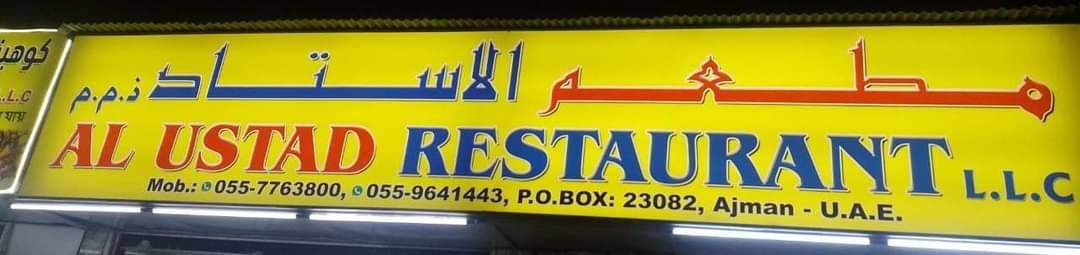 مطعم الاستاد ذ.م.م
AL USTAD RESTAURANT L.L.C
Mob.: 055-7763800, 055-9641443, P.O.BOX: 23082, Ajman - U.A.E.
L.L.C